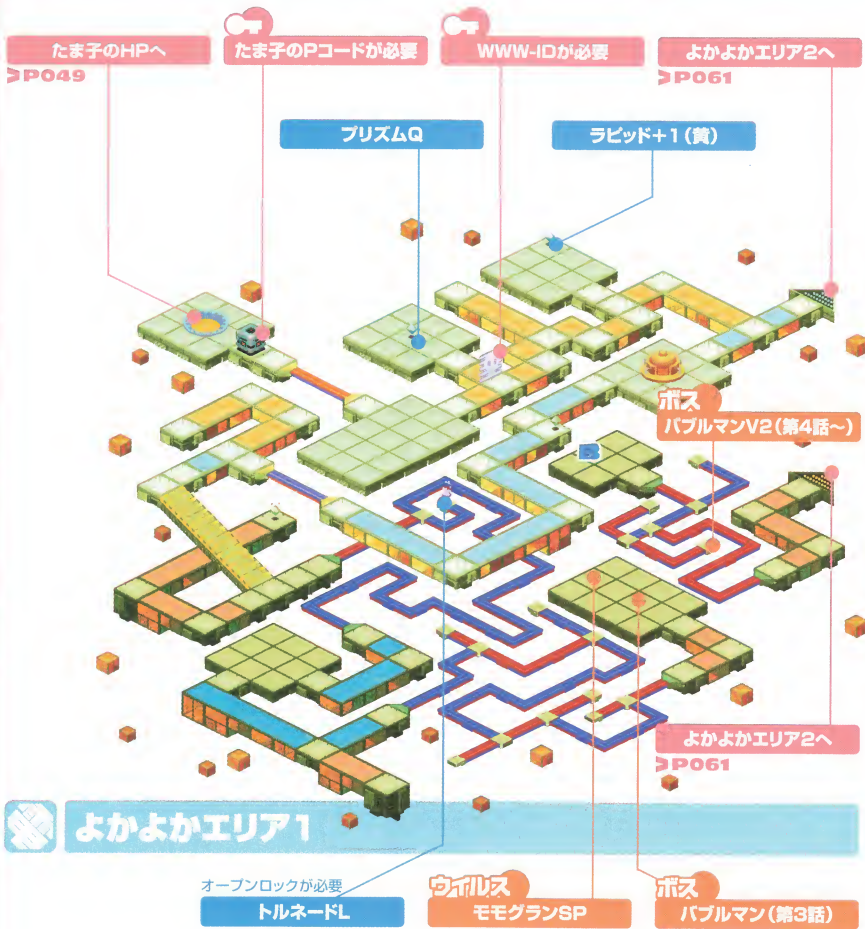 たま子のHPへ
P049
たま子のPコードが必要
WWW-IDが必要
よかよかエリア2へ
P061
プリズムQ
ラピッド+1(黄)
ボス
バブルマンV2(第4話〜)
よかよかエリア2へ
P061
よかよかエリア1
オープンロックが必要
トルネードL
ウイルス
モモグランSP
ボス
バブルマン(第3話)